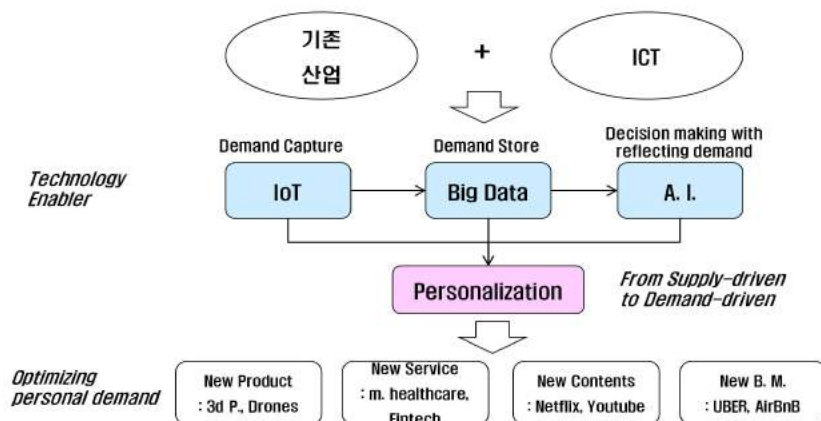 기존
산업
+
ICT
Demand Capture
Demand Store
Decision making with
reflecting demand
Technology
Enabler
IoT
Big Data
A. I.
Personalization
From Supply-driven
to Demand-driven
Optimizing
personal demand
New Product
: 3d P., Drones
New Service
: m. healthcare,
Fintech
New Contents
: Netflix, Youtube
New B. M.
: UBER, AirBnB